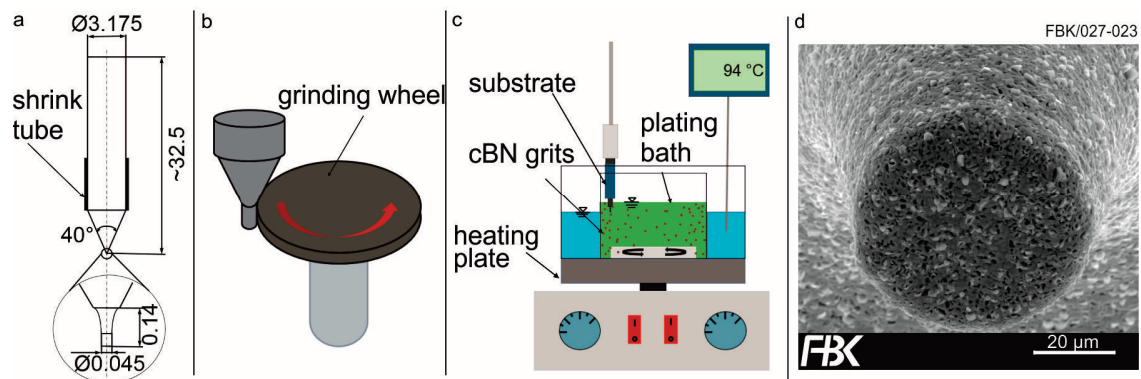 a
Ø3.175
shrink
tube
~32.5
40°
0.14
Ø0.045
b
grinding wheel
c
substrate
cBN grits
plating
bath
heating
plate
94 °C
d
FBK/027-023
FBK
20 µm